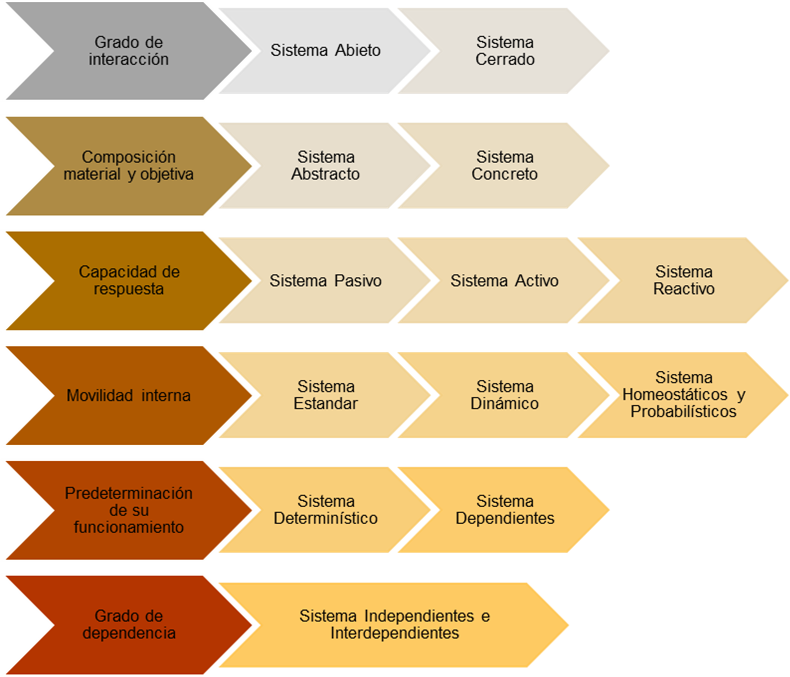 Grado de
interacción
Sistema Abieto
Sistema
Cerrado
Composición
material y objetiva
Sistema
Abstracto
Sistema
Concreto
Capacidad de
respuesta
Sistema Pasivo
Sistema Activo
Sistema
Reactivo
Movilidad interna
Sistema
Estandar
Sistema
Dinámico
Sistema
Homeostáticos y
Probabilísticos
Predeterminación
de su
funcionamiento
Sistema
Determinístico
Sistema
Dependientes
Grado de
dependencia
Sistema Independientes e
Interdependientes